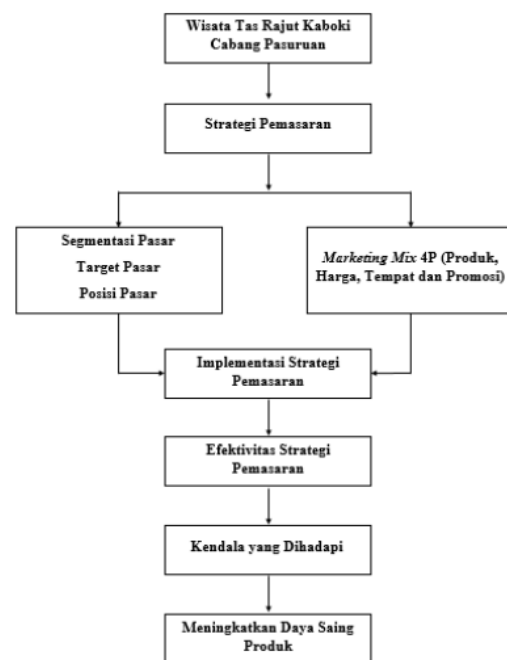 Wisata Tas Rajut Kaboki
Cabang Pasuruan
Strategi Pemasaran
Segmentasi Pasar
Target Pasar
Posisi Pasar
Marketing Mix 4P (Produk,
Harga, Tempat dan Promosi)
Implementasi Strategi
Pemasaran
Efektivitas Strategi
Pemasaran
Kendala yang Dihadapi
Meningkatkan Daya Saing
Produk